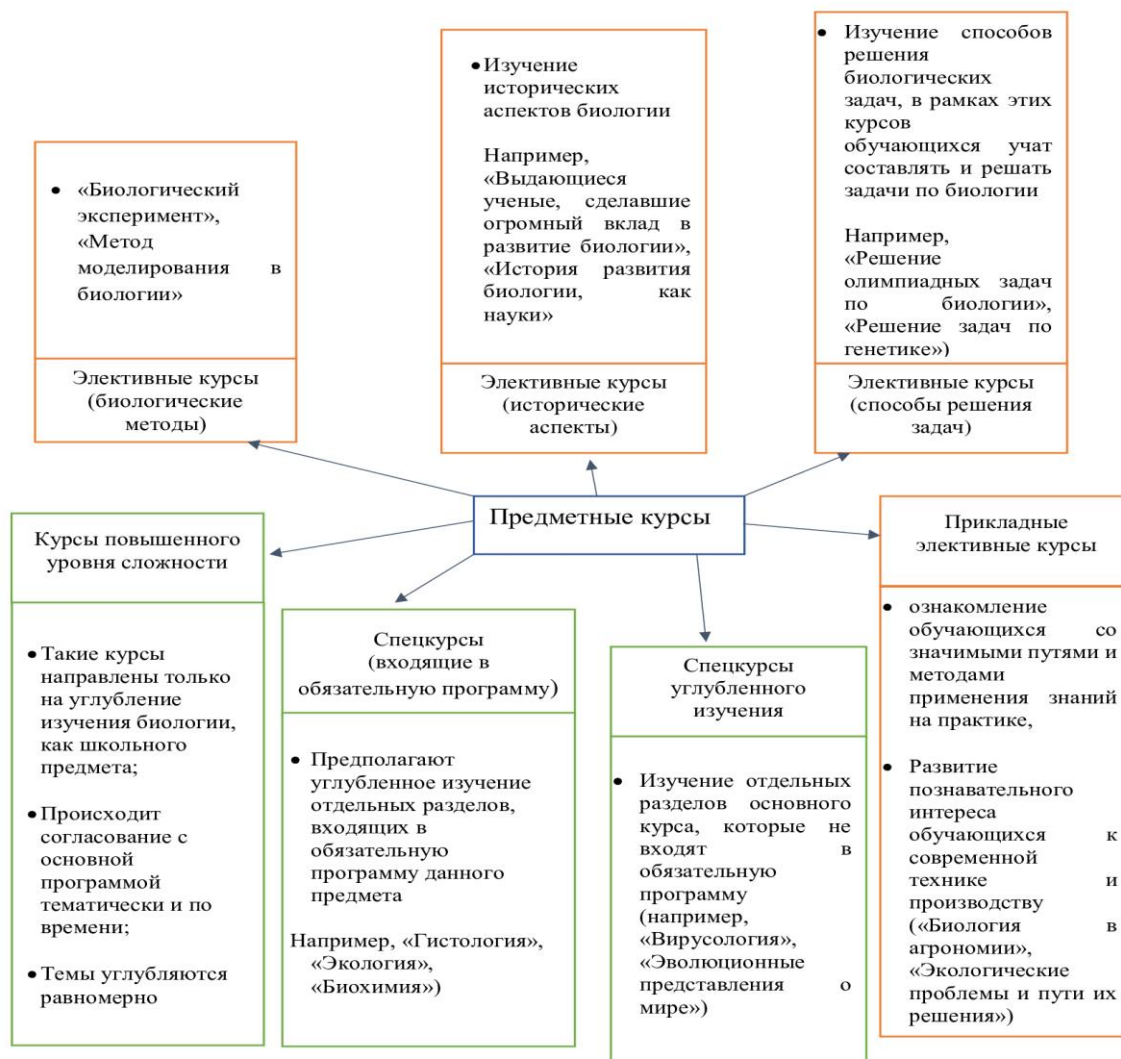 • «Биологический
эксперимент»,
«Метод
моделирования в
биологии»
Элективные курсы
(биологические
методы)
• Изучение
исторических
аспектов биологии
Например,
«Выдающиеся
ученые, сделавшие
огромный вклад в
развитие биологии»,
«История развития
биологии, как
науки»
Элективные курсы
(исторические
аспекты)
• Изучение способов
решения
биологических
задач, в рамках этих
курсов
обучающихся учат
составлять и решать
задачи по биологии
Например,
«Решение
олимпиадных задач
по биологии»,
«Решение задач по
генетике»)
Элективные курсы
(способы решения
задач)
Предметные курсы
Курсы повышенного
уровня сложности
• Такие курсы
направлены только
на углубление
изучения биологии,
как школьного
предмета;
• Происходит
согласование с
основной
программой
тематически и по
времени;
• Темы углубляются
равномерно
Спецкурсы
(входящие в
обязательную программу)
• Предполагают
углубленное изучение
отдельных разделов,
входящих в
обязательную
программу данного
предмета
Например, «Гистология»,
«Экология»,
«Биохимия»)
Спецкурсы
углубленного
изучения
• Изучение отдельных
разделов основного
курса, которые не
входят в
обязательную
программу
(например,
«Вирусология»,
«Эволюционные
представления о
мире»)
Прикладные
элективные курсы
• ознакомление
обучающихся со
значимыми путями и
методами
применения знаний
на практике,
• Развитие
познавательного
интереса
обучающихся к
современной
технике и
производству
(«Биология в
агрономии»,
«Экологические
проблемы и пути их
решения»)